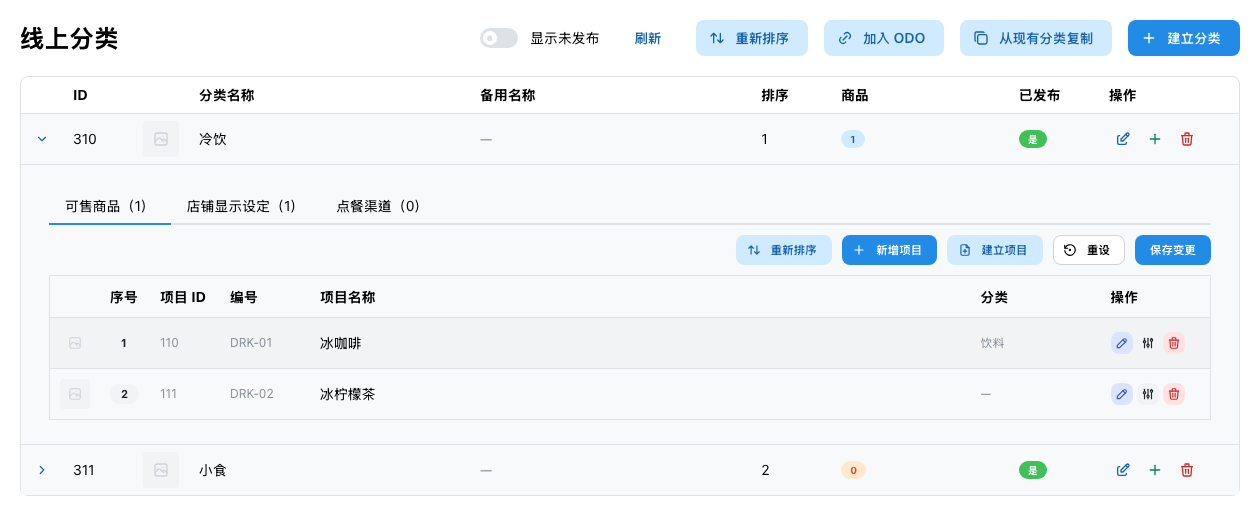 线上分类 显示未发布 刷新 重新排序 加入 ODO 从现有分类复制 建立分类
ID 分类名称 备用名称 排序 商品 已发布 操作
310 冷饮 — 1 1 是
可售商品（1） 店铺显示设定（1） 点餐渠道（0）
重新排序 新增项目 建立项目 重设 保存变更
序号 项目 ID 编号 项目名称 分类 操作
1 110 DRK-01 冰咖啡 饮料
2 111 DRK-02 冰柠檬茶 —
311 小食 — 2 0 是